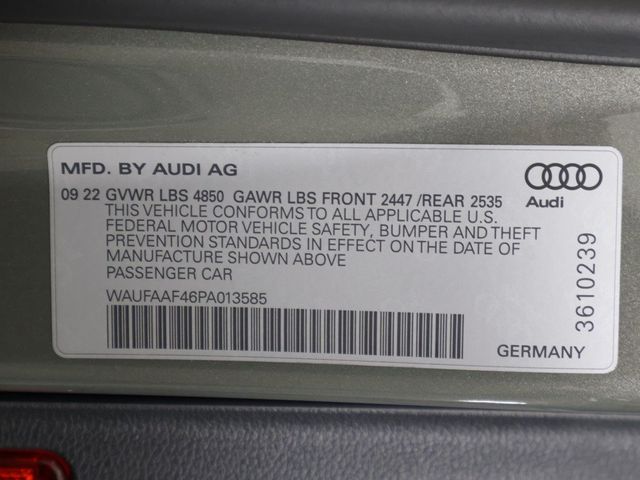 MFD. BY AUDI AG
09 22 GVWR LBS 4850 GAWR LBS FRONT 2447 /REAR 2535
THIS VEHICLE CONFORMS TO ALL APPLICABLE U.S.
FEDERAL MOTOR VEHICLE SAFETY, BUMPER AND THEFT
PREVENTION STANDARDS IN EFFECT ON THE DATE OF
MANUFACTURE SHOWN ABOVE
PASSENGER CAR
WAUFAAF46PA013585
Audi
3610239
GERMANY